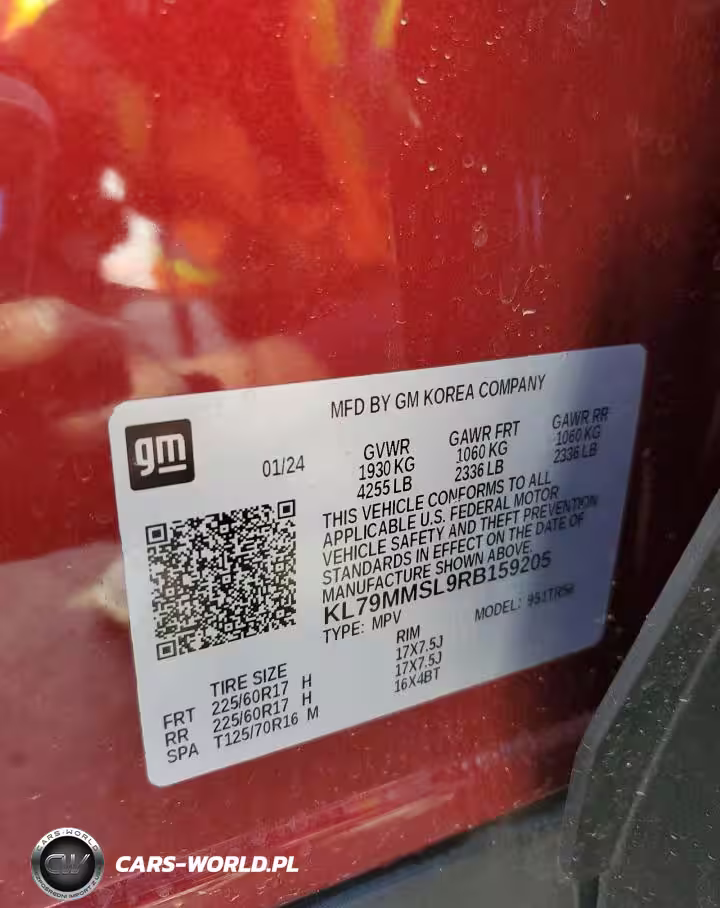 MFD BY GM KOREA COMPANY
gm
01/24
GVWR GAWR FRT GAWR RR
1930 KG 1060 KG 1060 KG
4255 LB 2336 LB 2336 LB
THIS VEHICLE CONFORMS TO ALL
APPLICABLE U.S. FEDERAL MOTOR
VEHICLE SAFETY AND THEFT PREVENTION
STANDARDS IN EFFECT ON THE DATE OF
MANUFACTURE SHOWN ABOVE.
KL79MMSL9RB159205
TYPE: MPV MODEL:
TIRE SIZE RIM
FRT 225/60R17 H 17X7.5J
RR 225/60R17 H 17X7.5J
SPA T125/70R16 M 16X4BT
CARS-WORLD
CW
CARS-WORLD.PL